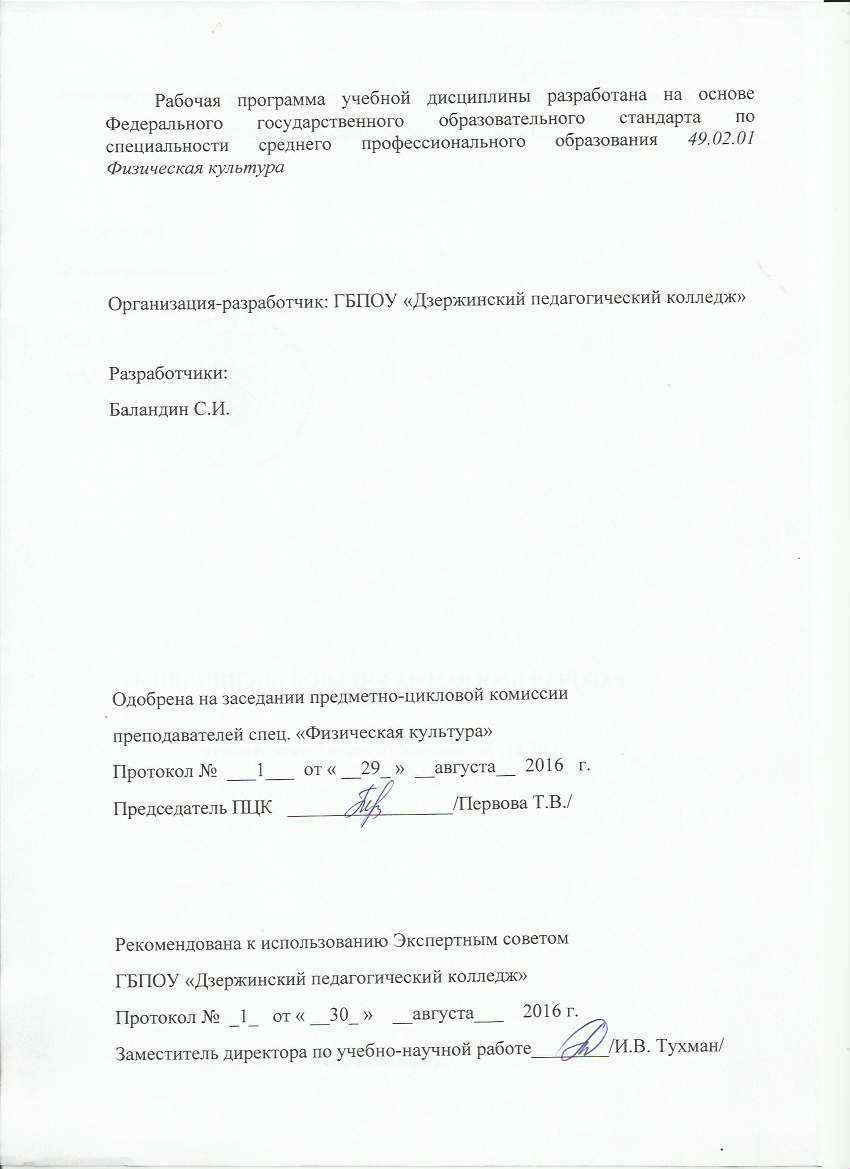 Рабочая программа учебной дисциплины разработана на основе
Федерального государственного образовательного стандарта по
специальности среднего профессионального образования 49.02.01
Физическая культура
Организация-разработчик: ГБПОУ «Дзержинский педагогический колледж»
Разработчики:
Баландин С.И.
Одобрена на заседании предметно-цикловой комиссии
преподавателей спец. «Физическая культура»
Протокол № ___1___ от « __29_ » __августа__ 2016 г.
Председатель ПЦК __________________/Первова Т.В./
Рекомендована к использованию Экспертным советом
ГБПОУ «Дзержинский педагогический колледж»
Протокол № _1_ от « __30_ » __августа___ 2016 г.
Заместитель директора по учебно-научной работе________/И.В. Тухман/